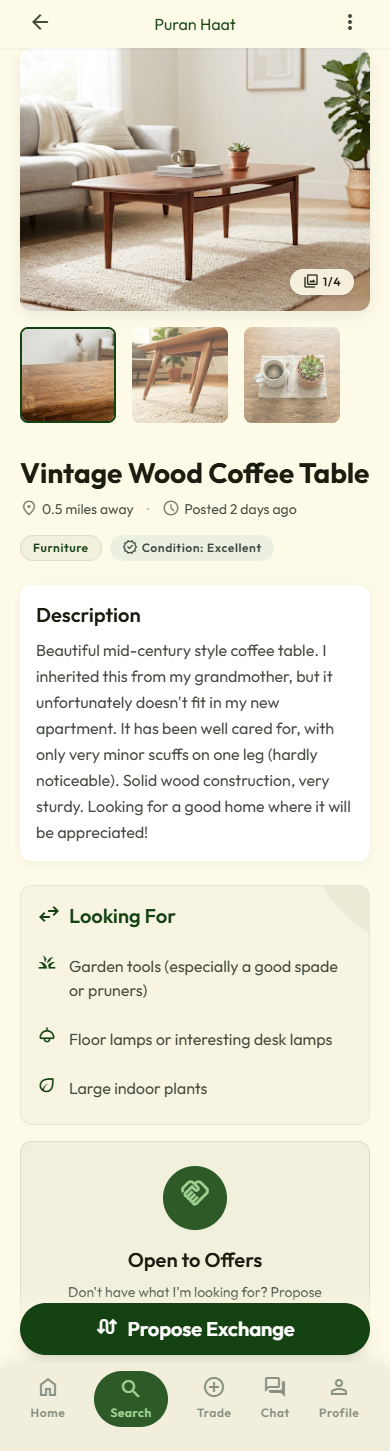 Puran Haat
1/4
Vintage Wood Coffee Table
0.5 miles away · Posted 2 days ago
Furniture Condition: Excellent
Description
Beautiful mid-century style coffee table. I
inherited this from my grandmother, but it
unfortunately doesn't fit in my new
apartment. It has been well cared for, with
only very minor scuffs on one leg (hardly
noticeable). Solid wood construction, very
sturdy. Looking for a good home where it will
be appreciated!
Looking For
Garden tools (especially a good spade
or pruners)
Floor lamps or interesting desk lamps
Large indoor plants
Open to Offers
Don't have what I'm looking for? Propose
Propose Exchange
Home Search Trade Chat Profile